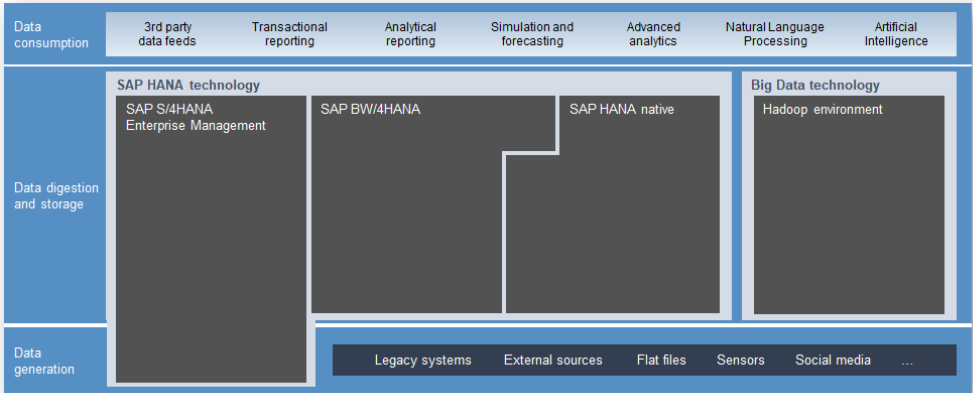 Data
consumption
3rd party
data feeds
Transactional
reporting
Analytical
reporting
Simulation and
forecasting
Advanced
analytics
Natural Language
Processing
Artificial
Intelligence
Data digestion
and storage
SAP HANA technology
SAP S/4HANA
Enterprise Management
SAP BW/4HANA
SAP HANA native
Big Data technology
Hadoop environment
Data
generation
Legacy systems
External sources
Flat files
Sensors
Social media
...